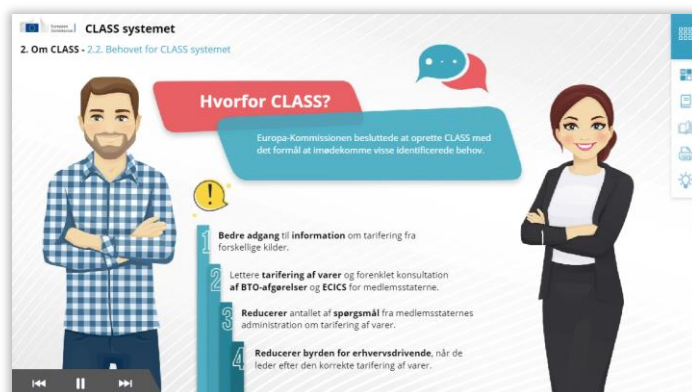 European
Commission
CLASS systemet
2. Om CLASS - 2.2. Behovet for CLASS systemet
Hvorfor CLASS?
Europa-Kommissionen besluttede at oprette CLASS med
det formål at imødekomme visse identificerede behov.
1
Bedre adgang til information om tarifering fra
forskellige kilder.
2
Lettere tarifering af varer og forenklet konsultation
af BTO-afgørelser og ECICS for medlemsstaterne.
3
Reducerer antallet af spørgsmål fra medlemsstaternes
administration om tarifering af varer.
4
Reducerer byrden for erhvervsdrivende, når de
leder efter den korrekte tarifering af varer.